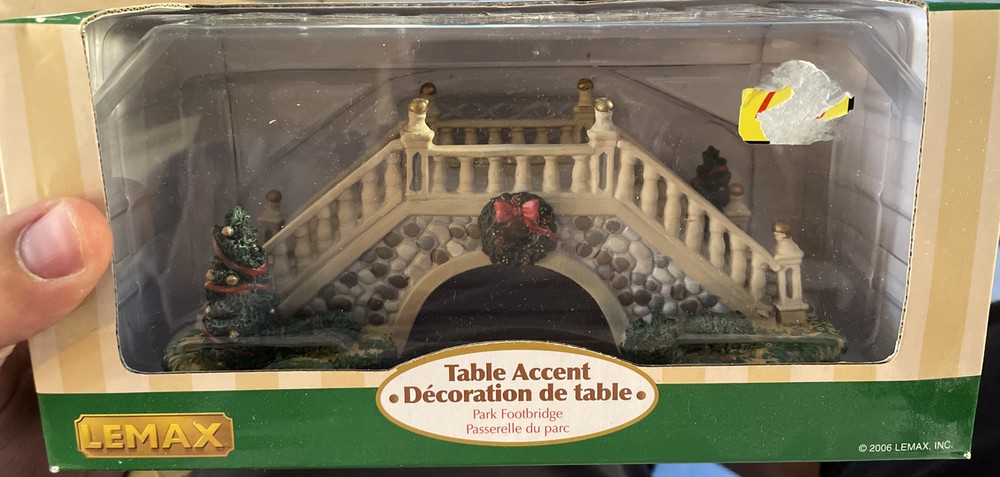 Table Accent
• Décoration de table •
Park Footbridge
Passerelle du parc
LEMAX
© 2006 LEMAX, INC.